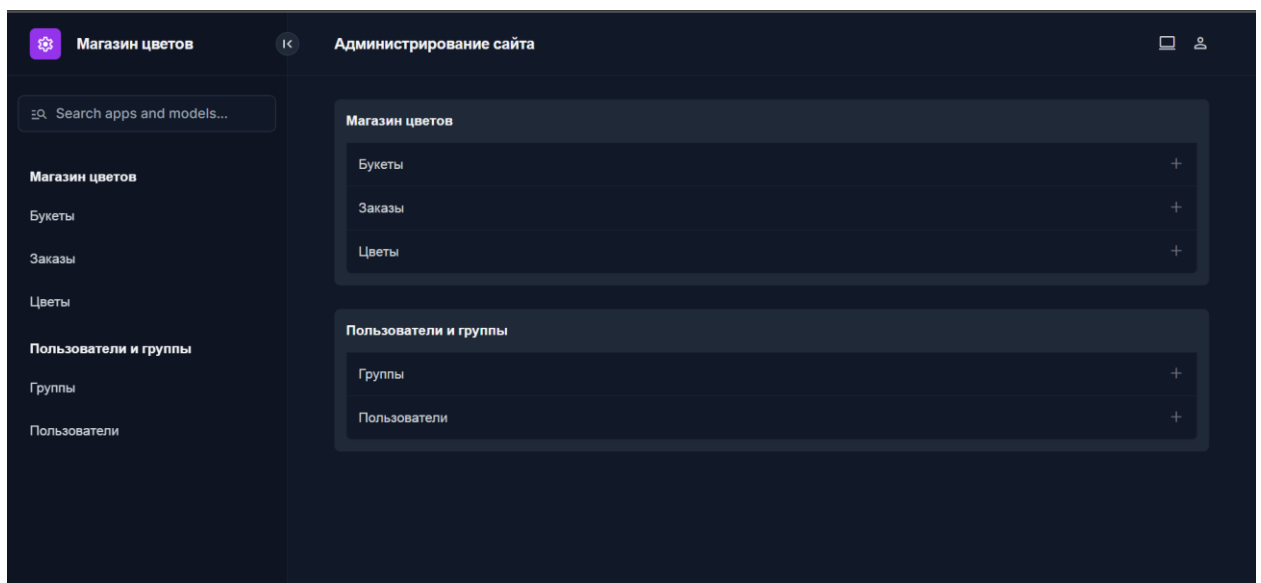 Магазин цветов
Администрирование сайта
Search apps and models...
Магазин цветов
Букеты
Заказы
Цветы
Пользователи и группы
Группы
Пользователи
Магазин цветов
Букеты
Заказы
Цветы
Пользователи и группы
Группы
Пользователи